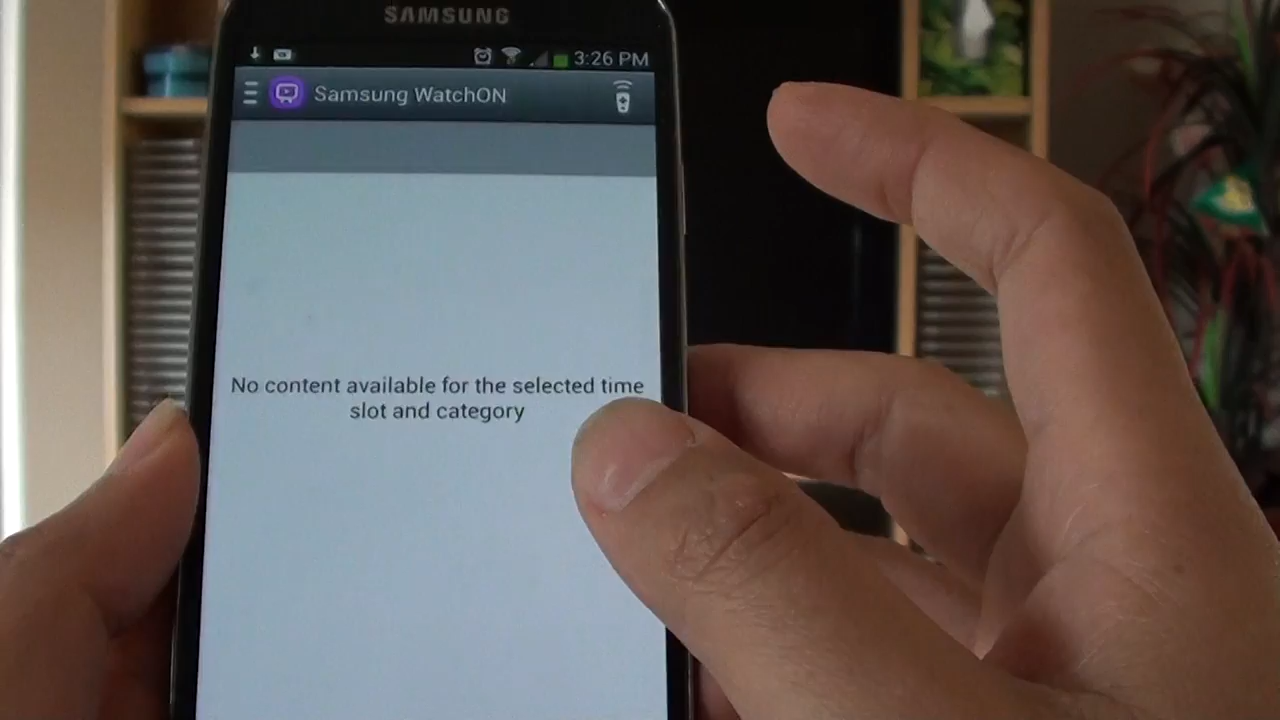 SAMSUNG
3:26 PM
Samsung WatchON
No content available for the selected time
slot and category